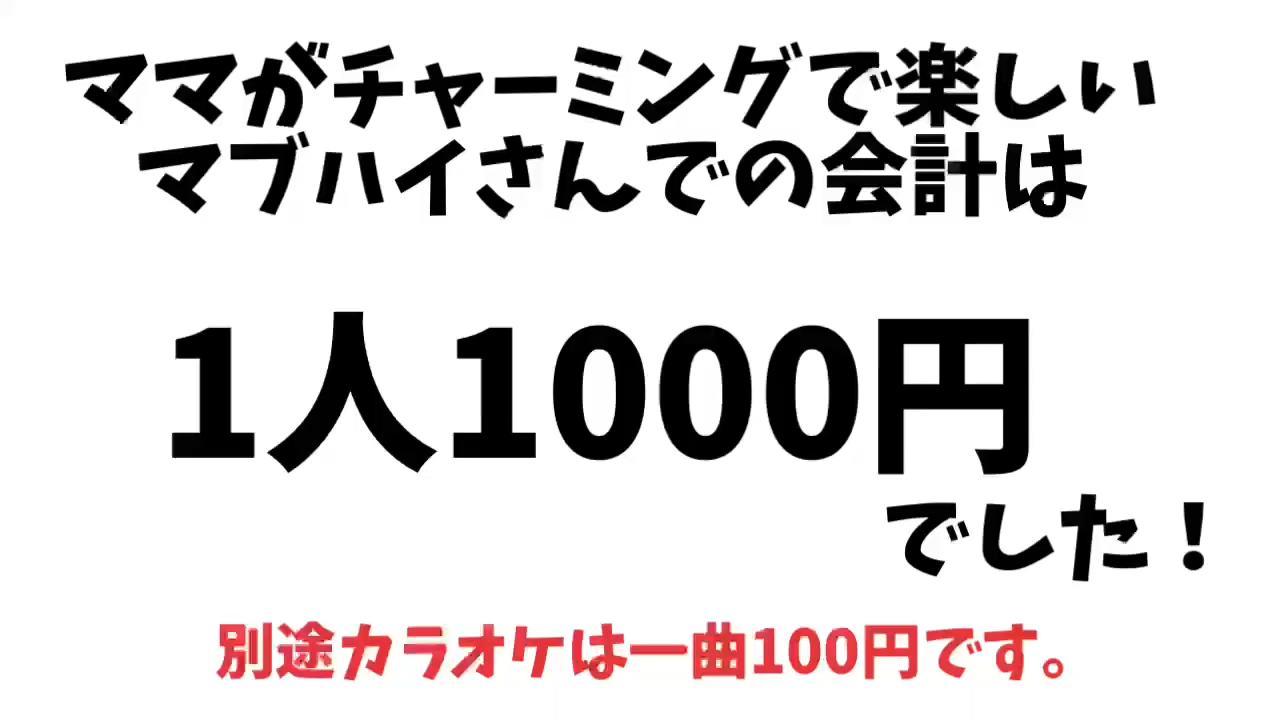 ママがチャーミングで楽しい
マブハイさんでの会計は
1人1000円
でした！
別途カラオケは一曲100円です。